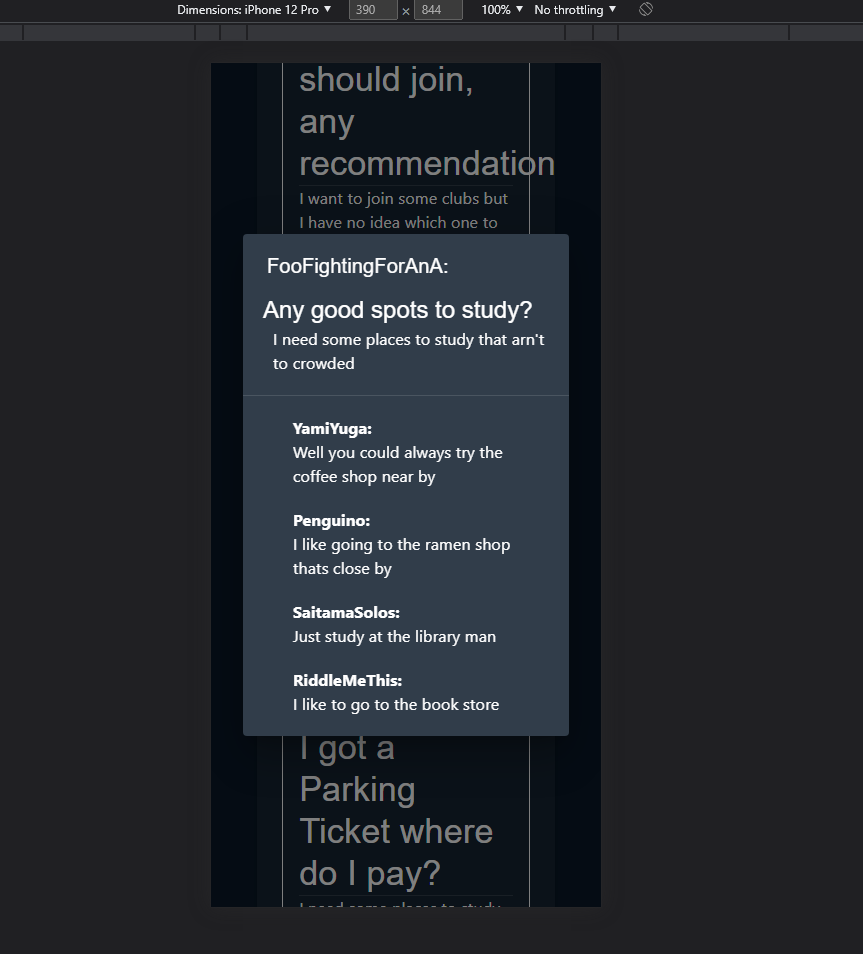 Dimensions: iPhone 12 Pro 390 × 844 100% No throttling
should join,
any
recommendation
I want to join some clubs but
I have no idea which one to
FooFightingForAnA:
Any good spots to study?
I need some places to study that arn't
to crowded
YamiYuga:
Well you could always try the
coffee shop near by
Penguino:
I like going to the ramen shop
thats close by
SaitamaSolos:
Just study at the library man
RiddleMeThis:
I like to go to the book store
I got a
Parking
Ticket where
do I pay?
I need some places to study